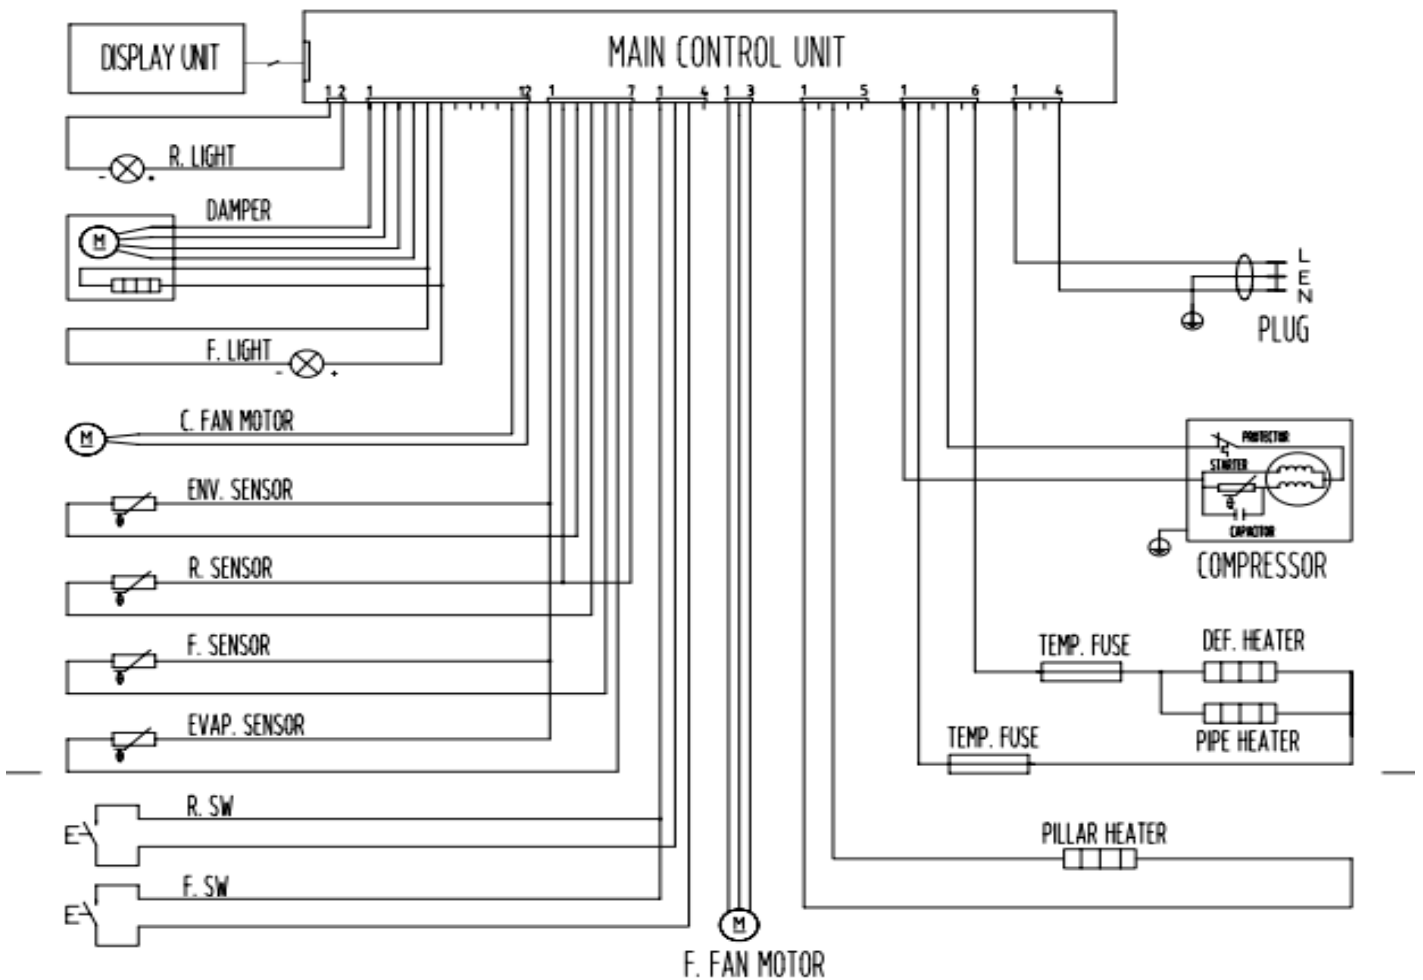 DISPLAY UNIT
MAIN CONTROL UNIT
1 2 1 12 1 7 1 4 1 3 1 5 1 6 1 4
R. LIGHT
- +
DAMPER
M
F. LIGHT
- +
L
E
N
PLUG
C. FAN MOTOR
M
PROTECTOR
STARTER
CAPACITOR
COMPRESSOR
ENV. SENSOR
θ
R. SENSOR
θ
F. SENSOR
θ
EVAP. SENSOR
θ
TEMP. FUSE
DEF. HEATER
PIPE HEATER
TEMP. FUSE
R. SW
F. SW
PILLAR HEATER
M
F. FAN MOTOR